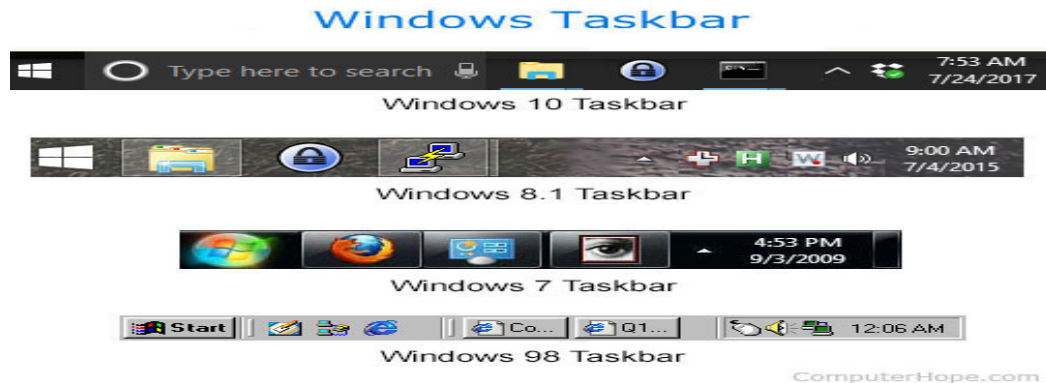 Windows Taskbar
Type here to search
7:53 AM
7/24/2017
Windows 10 Taskbar
H
W
9:00 AM
7/4/2015
Windows 8.1 Taskbar
4:53 PM
9/3/2009
Windows 7 Taskbar
Start Co... Q1... 12:06 AM
Windows 98 Taskbar
ComputerHope.com